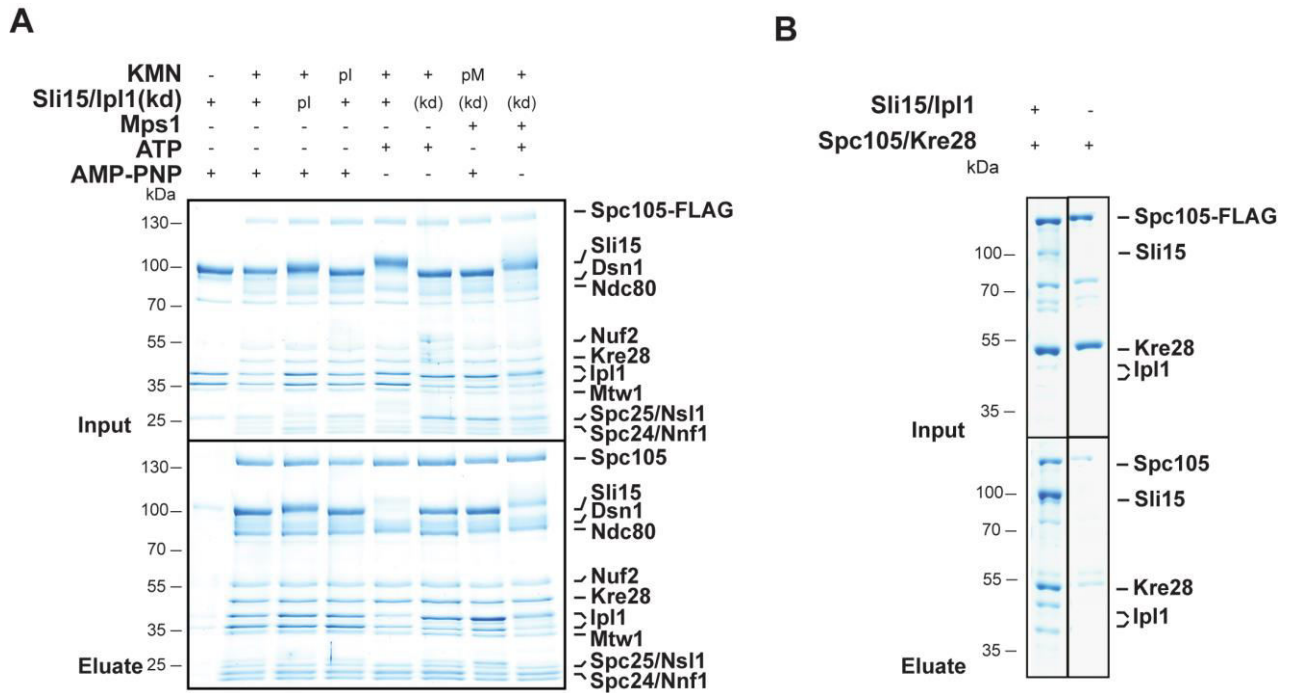 A
KMN - + + pI + + pM +
Sli15/Ipl1(kd) + + pI + + (kd) (kd) (kd)
Mps1 - - - - - - + +
ATP - - - - + + - +
AMP-PNP + + + + - - + -
kDa
130
100
70
55
35
25
Input
Spc105-FLAG
Sli15
Dsn1
Ndc80
Nuf2
Kre28
Ipl1
Mtw1
Spc25/Nsl1
Spc24/Nnf1
130
100
70
55
35
25
Eluate
Spc105
Sli15
Dsn1
Ndc80
Nuf2
Kre28
Ipl1
Mtw1
Spc25/Nsl1
Spc24/Nnf1
B
Sli15/Ipl1 + -
Spc105/Kre28 + +
kDa
100
70
55
35
Input
Spc105-FLAG
Sli15
Kre28
Ipl1
100
70
55
35
Eluate
Spc105
Sli15
Kre28
Ipl1